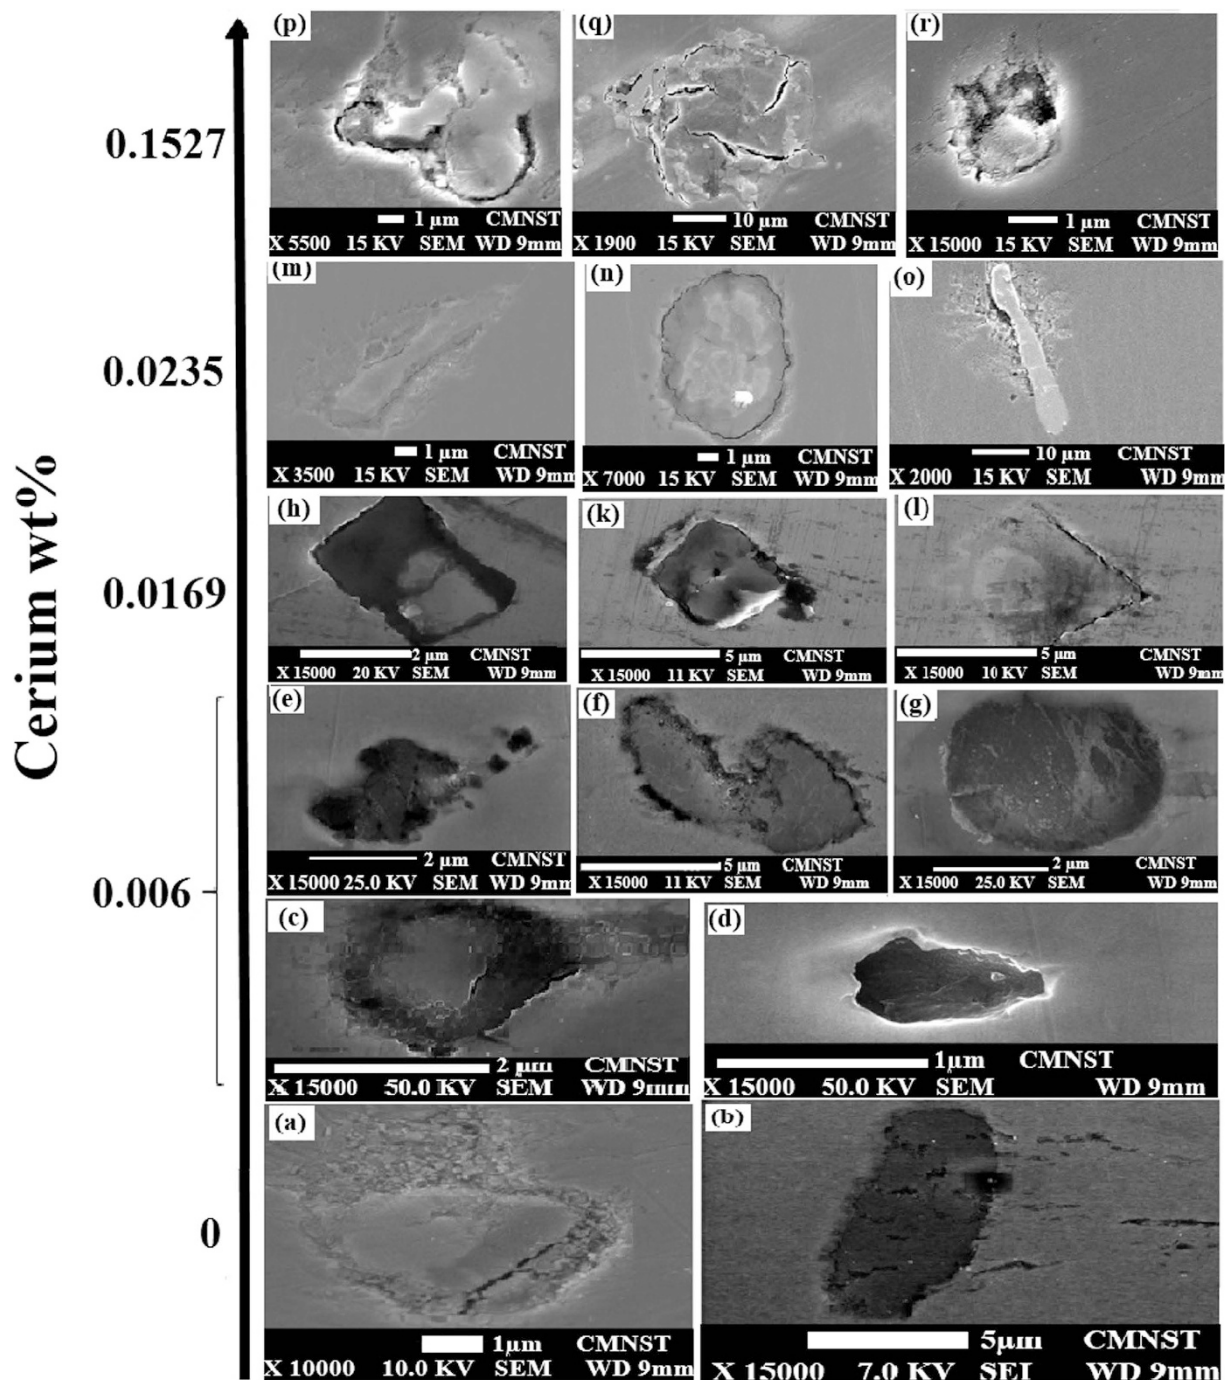 Cerium wt%
0.1527
(p)
1 µm CMNST
X 5500 15 KV SEM WD 9mm
(q)
10 µm CMNST
X 1900 15 KV SEM WD 9mm
(r)
1 µm CMNST
X 15000 15 KV SEM WD 9mm
0.0235
(m)
1 µm CMNST
X 3500 15 KV SEM WD 9mm
(n)
1 µm CMNST
X 7000 15 KV SEM WD 9mm
(o)
10 µm CMNST
X 2000 15 KV SEM WD 9mm
0.0169
(h)
2 µm CMNST
X 15000 20 KV SEM WD 9mm
(k)
5 µm CMNST
X 15000 11 KV SEM WD 9mm
(l)
5 µm CMNST
X 15000 10 KV SEM WD 9mm
0.006
(e)
2 µm CMNST
X 15000 25.0 KV SEM WD 9mm
(f)
5 µm CMNST
X 15000 11 KV SEM WD 9mm
(g)
2 µm CMNST
X 15000 25.0 KV SEM WD 9mm
(c)
2 µm CMNST
X 15000 50.0 KV SEM WD 9mm
(d)
1µm CMNST
X 15000 50.0 KV SEM WD 9mm
0
(a)
1µm CMNST
X 10000 10.0 KV SEM WD 9mm
(b)
5µm CMNST
X 15000 7.0 KV SEI WD 9mm